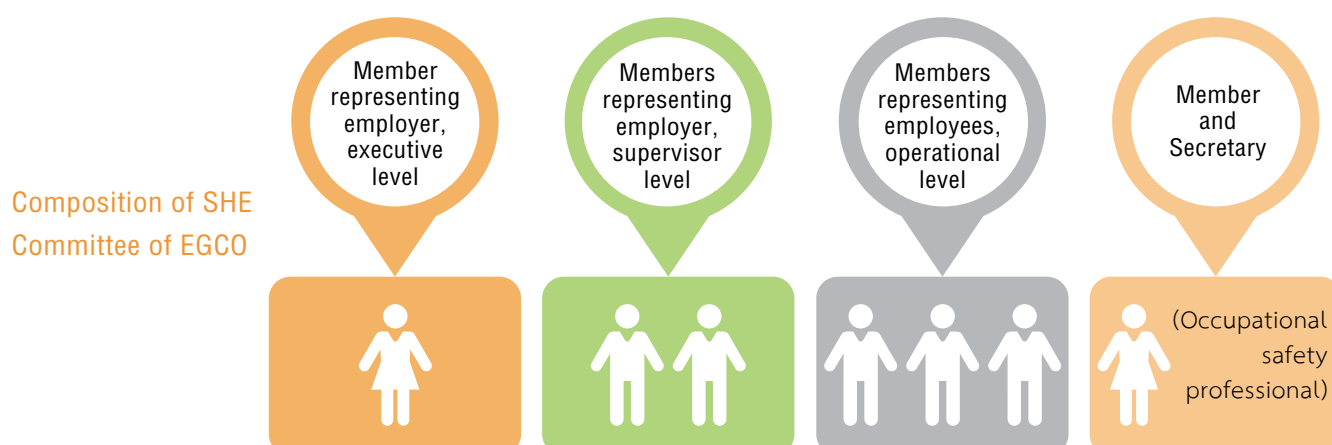 Composition of SHE
Committee of EGCO
Member
representing
employer,
executive
level
Members
representing
employer,
supervisor
level
Members
representing
employees,
operational
level
Member
and
Secretary
(Occupational
safety
professional)